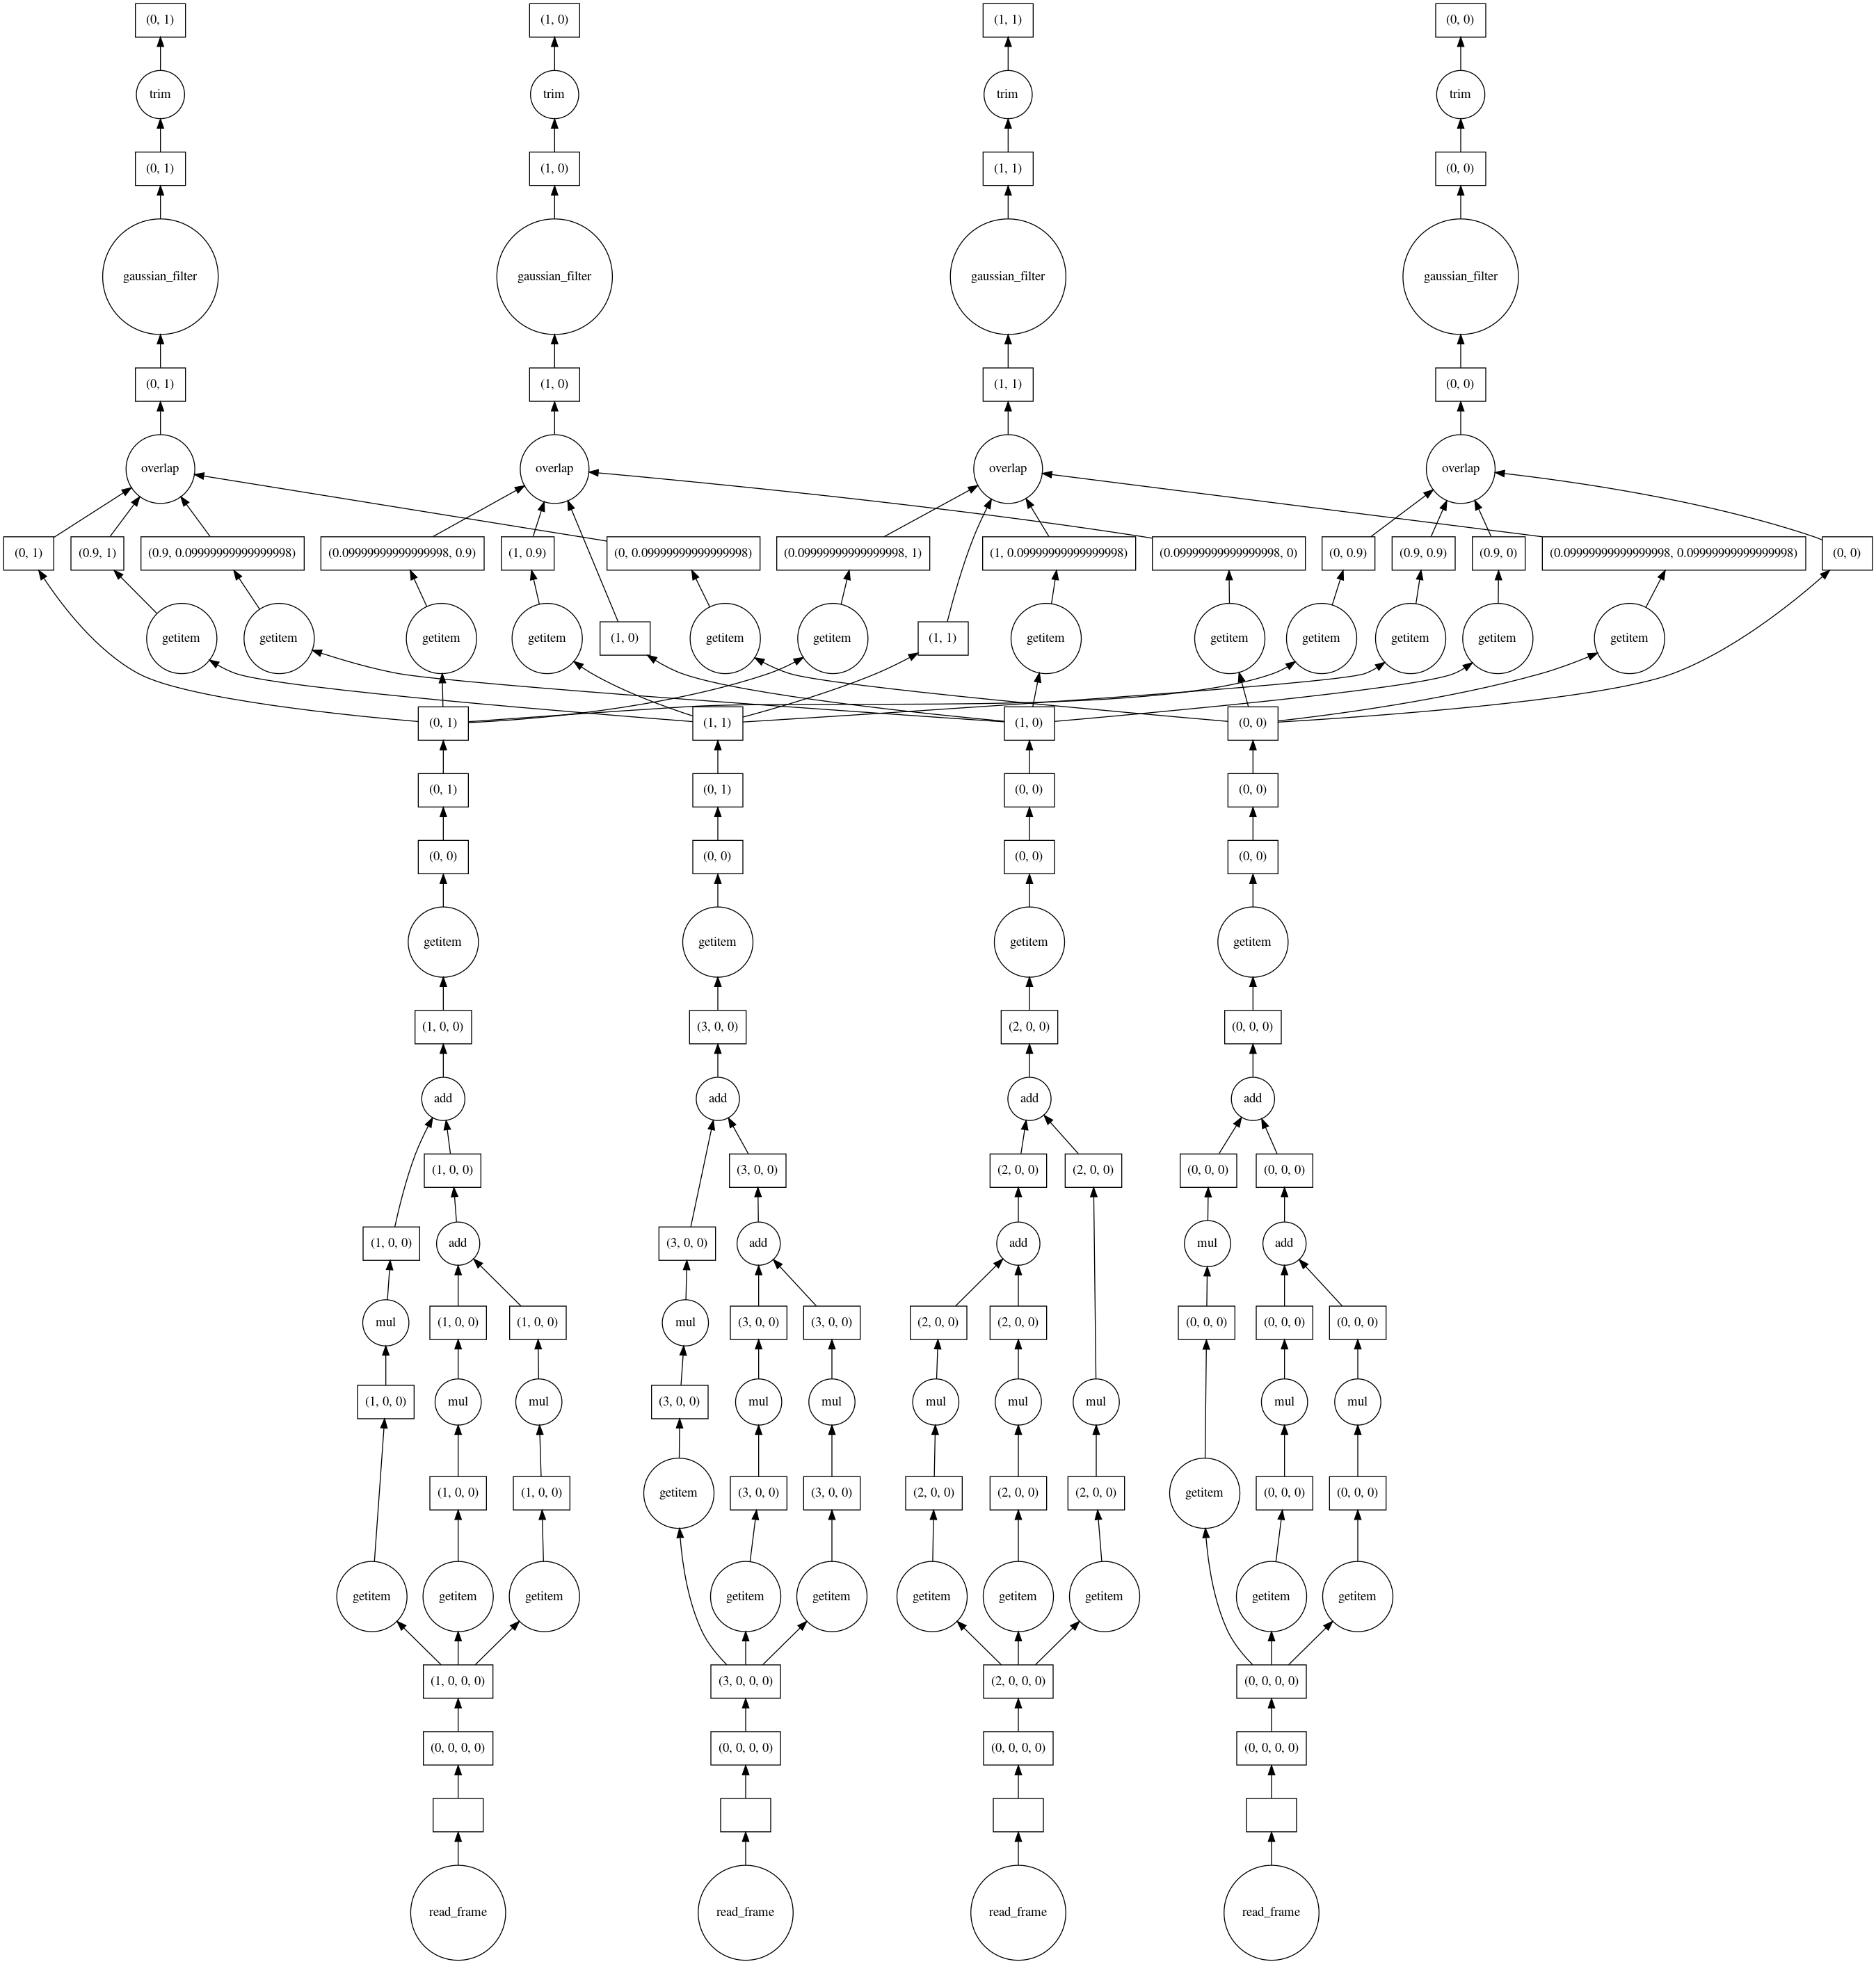 (0, 1) (1, 0) (1, 1) (0, 0)
trim trim trim trim
(0, 1) (1, 0) (1, 1) (0, 0)
gaussian_filter gaussian_filter gaussian_filter gaussian_filter
(0, 1) (1, 0) (1, 1) (0, 0)
overlap overlap overlap overlap
(0, 1) (0.9, 1) (0.9, 0.09999999999999998) (0.09999999999999998, 0.9) (1, 0.9) (0, 0.09999999999999998) (0.09999999999999998, 1) (1, 0.09999999999999998) (0.09999999999999998, 0) (0, 0.9) (0.9, 0.9) (0.9, 0) (0.09999999999999998, 0.09999999999999998) (0, 0)
getitem getitem getitem getitem (1, 0) getitem getitem (1, 1) getitem getitem getitem getitem getitem getitem
(0, 1) (1, 1) (1, 0) (0, 0)
(0, 1) (0, 1) (0, 0) (0, 0)
(0, 0) (0, 0) (0, 0) (0, 0)
getitem getitem getitem getitem
(1, 0, 0) (3, 0, 0) (2, 0, 0) (0, 0, 0)
add add add add
(1, 0, 0) (3, 0, 0) (2, 0, 0) (2, 0, 0) (0, 0, 0) (0, 0, 0)
(1, 0, 0) add (3, 0, 0) add add mul add
mul (1, 0, 0) (1, 0, 0) mul (3, 0, 0) (3, 0, 0) (2, 0, 0) (2, 0, 0) (0, 0, 0) (0, 0, 0) (0, 0, 0)
(1, 0, 0) mul mul (3, 0, 0) mul mul mul mul mul mul mul
(1, 0, 0) (1, 0, 0) getitem (3, 0, 0) (3, 0, 0) (2, 0, 0) (2, 0, 0) (2, 0, 0) getitem (0, 0, 0) (0, 0, 0)
getitem getitem getitem getitem getitem getitem getitem getitem getitem getitem
(1, 0, 0, 0) (3, 0, 0, 0) (2, 0, 0, 0) (0, 0, 0, 0)
(0, 0, 0, 0) (0, 0, 0, 0) (0, 0, 0, 0) (0, 0, 0, 0)
read_frame read_frame read_frame read_frame